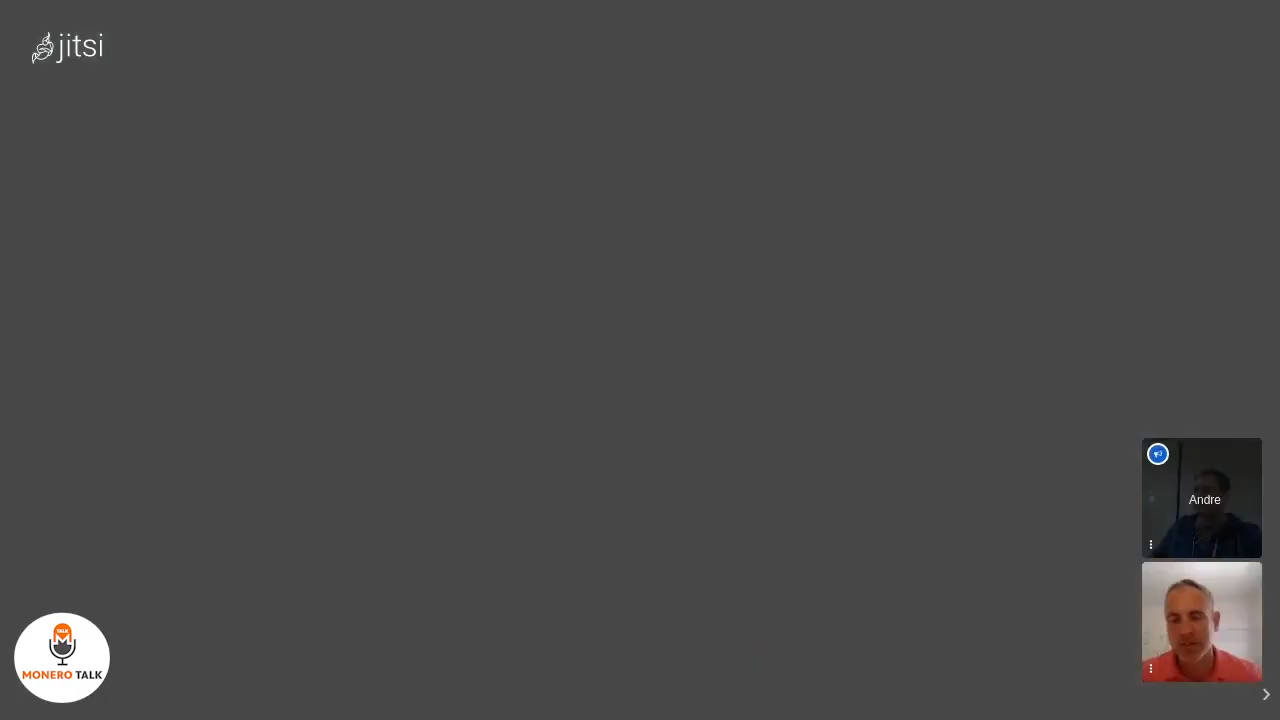 jitsi
Andre
TALK
M
MONERO TALK